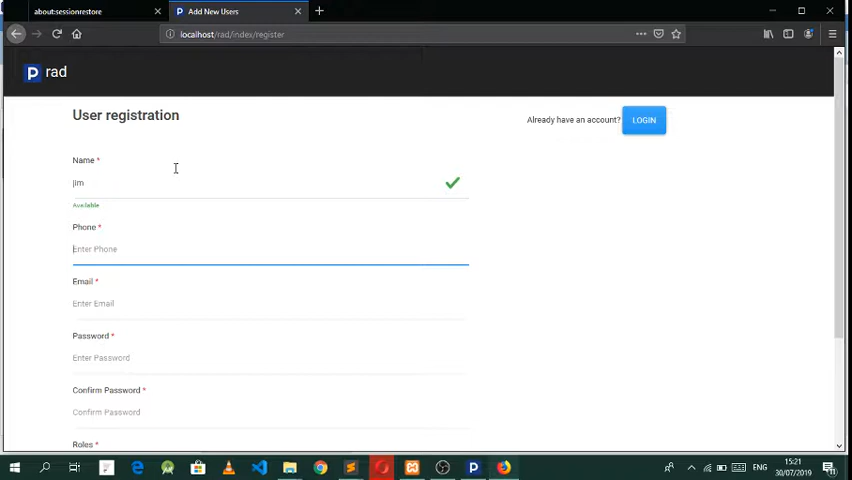 about:sessionrestore
Add New Users
localhost/rad/index/register
P rad
User registration
Already have an account? LOGIN
Name *
jim
Available
Phone *
Enter Phone
Email *
Enter Email
Password *
Enter Password
Confirm Password *
Confirm Password
Roles *
ENG
15:21
30/07/2019